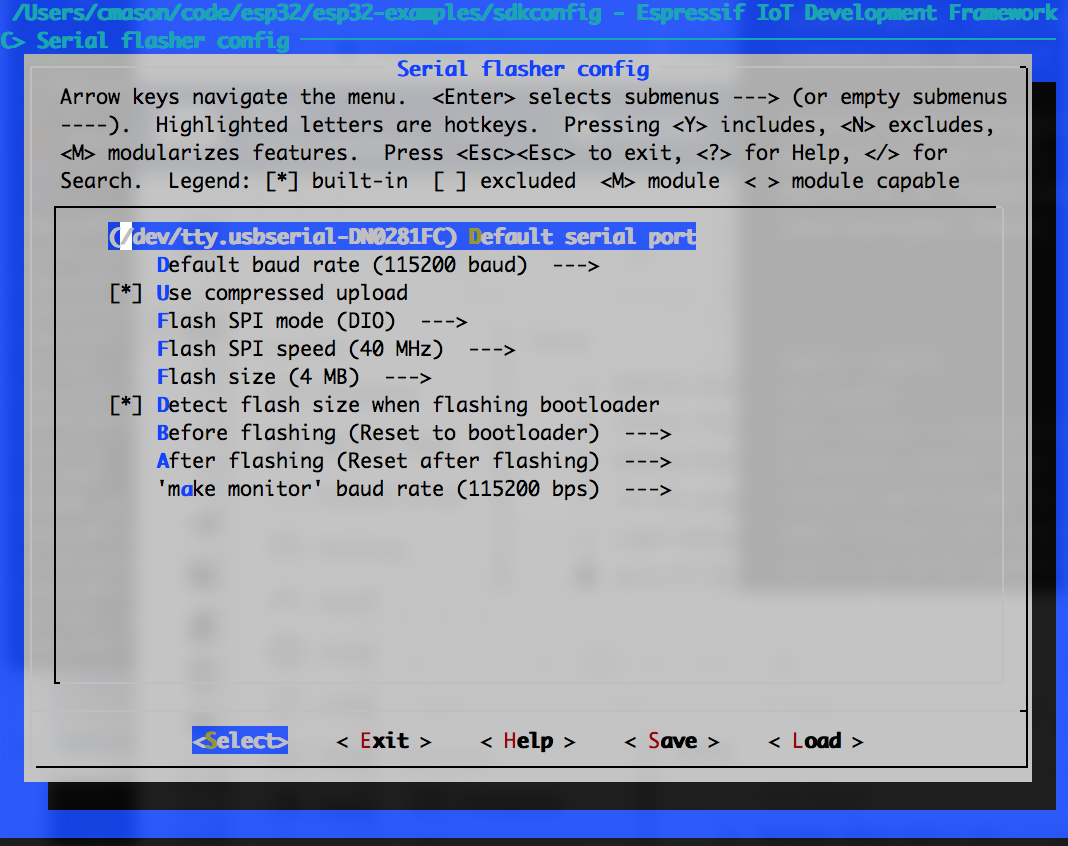 /Users/cmason/code/esp32/esp32-examples/sdkconfig - Espressif IoT Development Framework
> Serial flasher config
Serial flasher config
Arrow keys navigate the menu.  <Enter> selects submenus ---> (or empty submenus
----).  Highlighted letters are hotkeys.  Pressing <Y> includes, <N> excludes,
<M> modularizes features.  Press <Esc><Esc> to exit, <?> for Help, </> for
Search.  Legend: [*] built-in  [ ] excluded  <M> module  < > module capable
(/dev/tty.usbserial-DN0281FC) Default serial port
Default baud rate (115200 baud)  --->
[*] Use compressed upload
Flash SPI mode (DIO)  --->
Flash SPI speed (40 MHz)  --->
Flash size (4 MB)  --->
[*] Detect flash size when flashing bootloader
Before flashing (Reset to bootloader)  --->
After flashing (Reset after flashing)  --->
'make monitor' baud rate (115200 bps)  --->
<Select>    < Exit >    < Help >    < Save >    < Load >